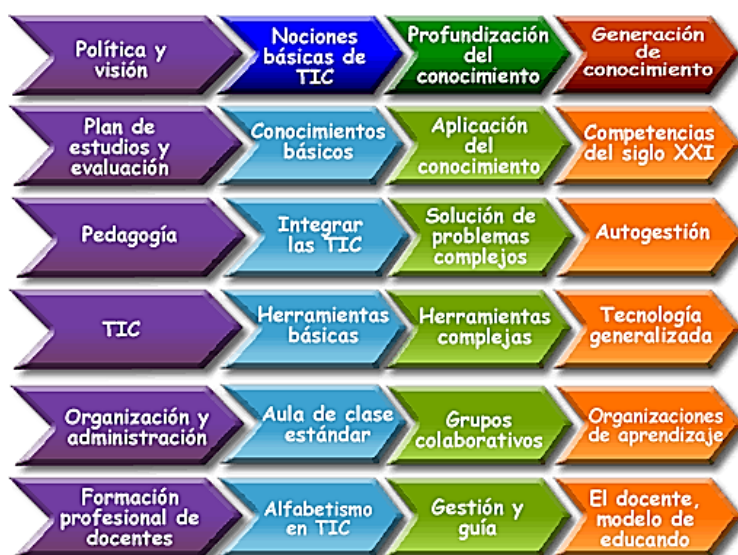 Política y
visión
Nociones
básicas de
TIC
Profundización
del
conocimiento
Generación
de
conocimiento
Plan de
estudios y
evaluación
Conocimientos
básicos
Aplicación
del
conocimiento
Competencias
del siglo XXI
Pedagogía
Integrar
las TIC
Solución de
problemas
complejos
Autogestión
TIC
Herramientas
básicas
Herramientas
complejas
Tecnología
generalizada
Organización y
administración
Aula de clase
estándar
Grupos
colaborativos
Organizaciones
de aprendizaje
Formación
profesional de
docentes
Alfabetismo
en TIC
Gestión y
guía
El docente,
modelo de
educando